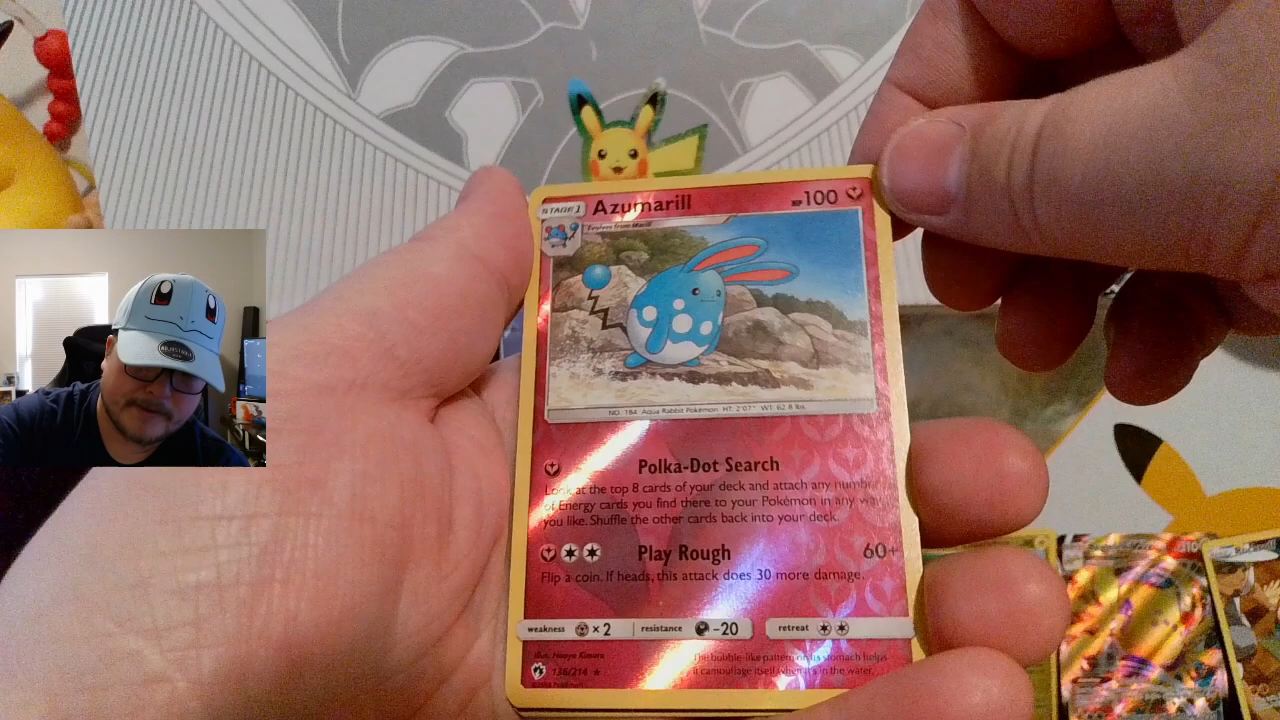 STAGE 1 Azumarill HP 100
Evolves from Marill
NO. 184 Aqua Rabbit Pokémon HT: 2'07" WT: 62.8 lbs.
Polka-Dot Search
Look at the top 8 cards of your deck and attach any number
of Energy cards you find there to your Pokémon in any way
you like. Shuffle the other cards back into your deck.
Play Rough 60+
Flip a coin. If heads, this attack does 30 more damage.
weakness ×2 resistance -20 retreat
Illus. Naoyo Kimura
136/214
The bubble-like pattern on its stomach helps
it camouflage itself when it's in the water.